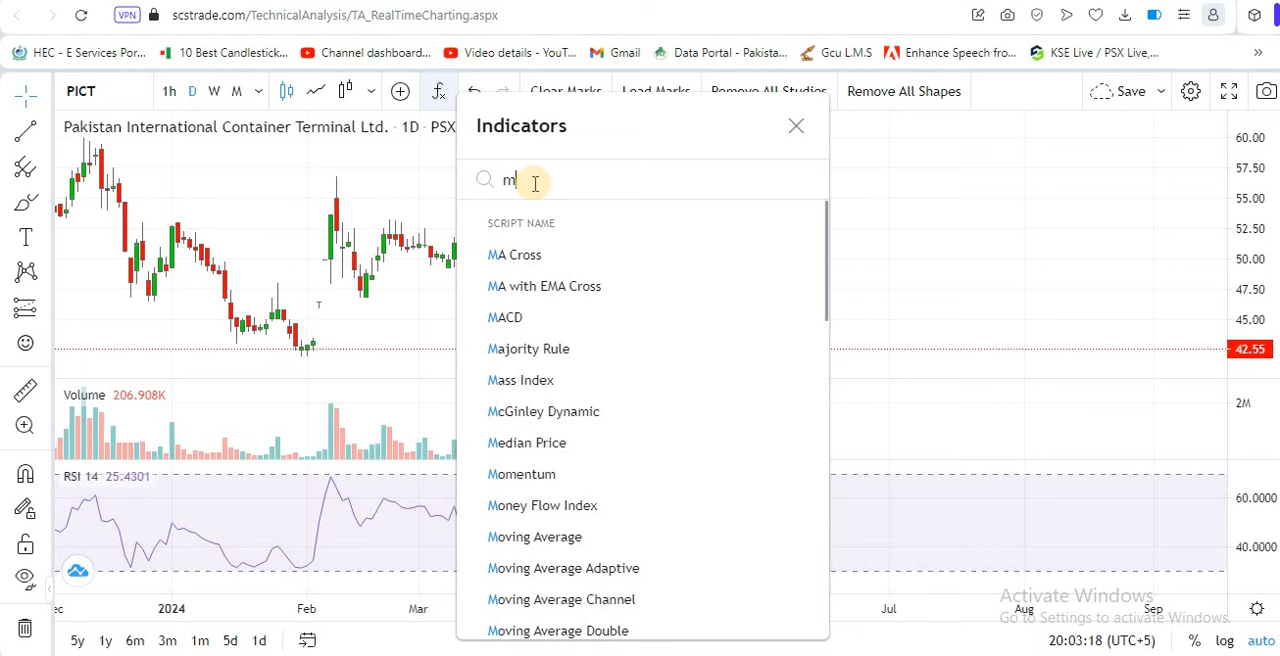 VPN scstrade.com/TechnicalAnalysis/TA_RealTimeCharting.aspx
HEC - E Services Por... 10 Best Candlestick... Channel dashboard... Video details - YouT... Gmail Data Portal - Pakista... Gcu L.M.S Enhance Speech from... KSE Live / PSX Live,... »
PICT 1h D W M Clear Marks Load Marks Remove All Studies Remove All Shapes Save
Pakistan International Container Terminal Ltd. · 1D · PSX
Indicators
m
SCRIPT NAME
MA Cross
MA with EMA Cross
MACD
Majority Rule
Mass Index
McGinley Dynamic
Median Price
Momentum
Money Flow Index
Moving Average
Moving Average Adaptive
Moving Average Channel
Moving Average Double
60.00
57.50
55.00
52.50
50.00
47.50
45.00
42.55
T
Volume 206.908K
2M
RSI 14 25.4301
60.0000
40.0000
2024 Feb Mar Jul Aug Sep
Activate Windows
Go to Settings to activate Windows.
5y 1y 6m 3m 1m 5d 1d 20:03:18 (UTC+5) % log auto